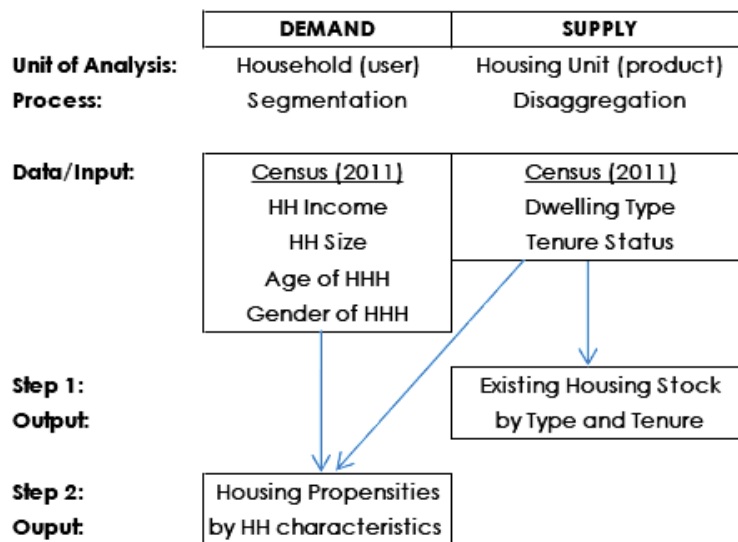 DEMAND SUPPLY
Unit of Analysis: Household (user) Housing Unit (product)
Process: Segmentation Disaggregation
Data/Input: Census (2011) Census (2011)
HH Income Dwelling Type
HH Size Tenure Status
Age of HHH
Gender of HHH
Step 1: Existing Housing Stock
Output: by Type and Tenure
Step 2: Housing Propensities
Ouput: by HH characteristics